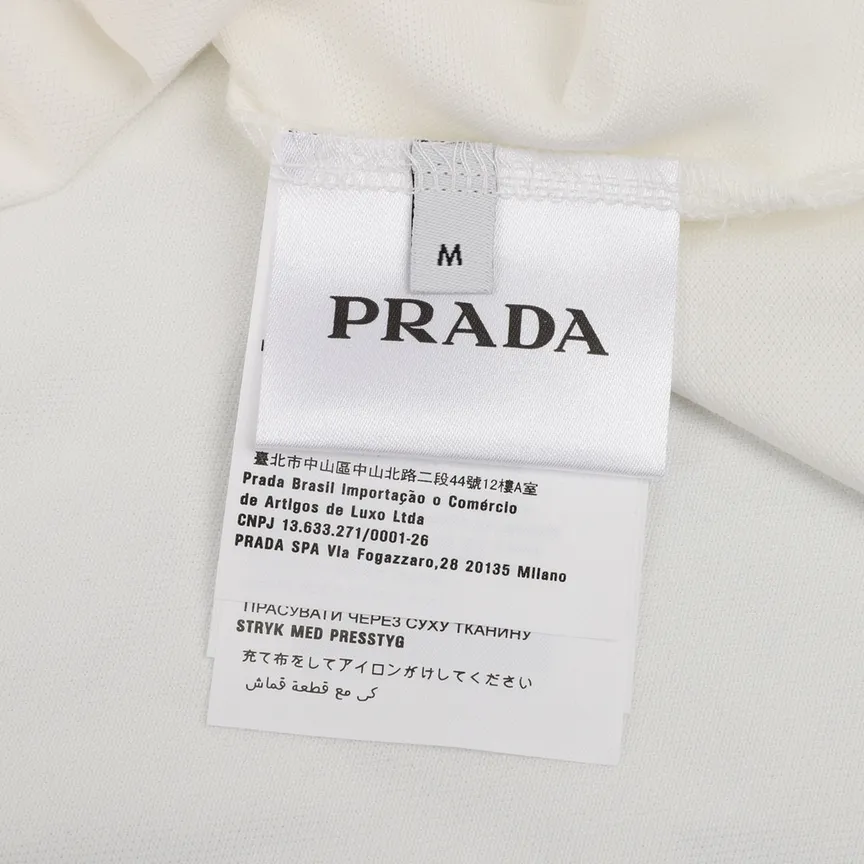 M
PRADA
臺北市中山區中山北路二段44號12樓A室
Prada Brasil Importação o Comércio
de Artigos de Luxo Ltda
CNPJ 13.633.271/0001-26
PRADA SPA Via Fogazzaro,28 20135 Milano
ПРАСУВАТИ ЧЕРЕЗ СУХУ ТКАНИНУ
STRYK MED PRESSTYG
充て布をしてアイロンがけしてください
كى مع قطعة قماش